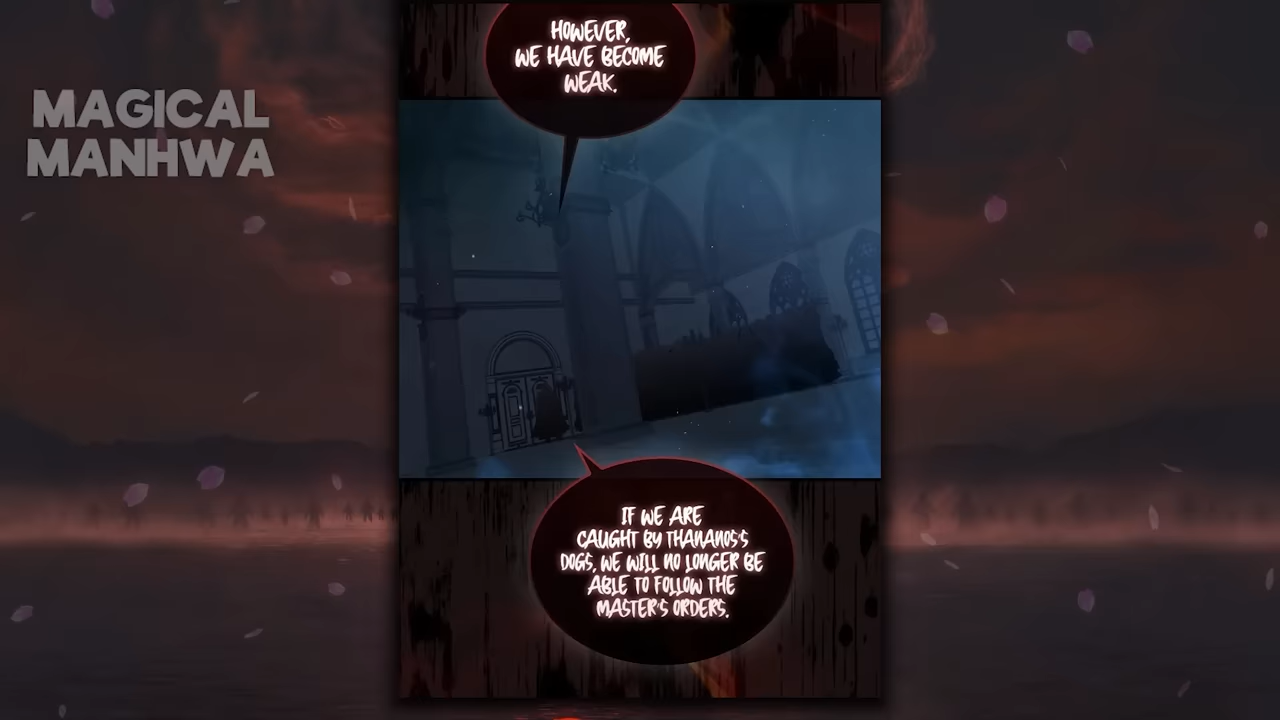 MAGICAL
MANHWA
HOWEVER,
WE HAVE BECOME
WEAK.
IF WE ARE
CAUGHT BY THANANOS'S
DOGS, WE WILL NO LONGER BE
ABLE TO FOLLOW THE
MASTER'S ORDERS.